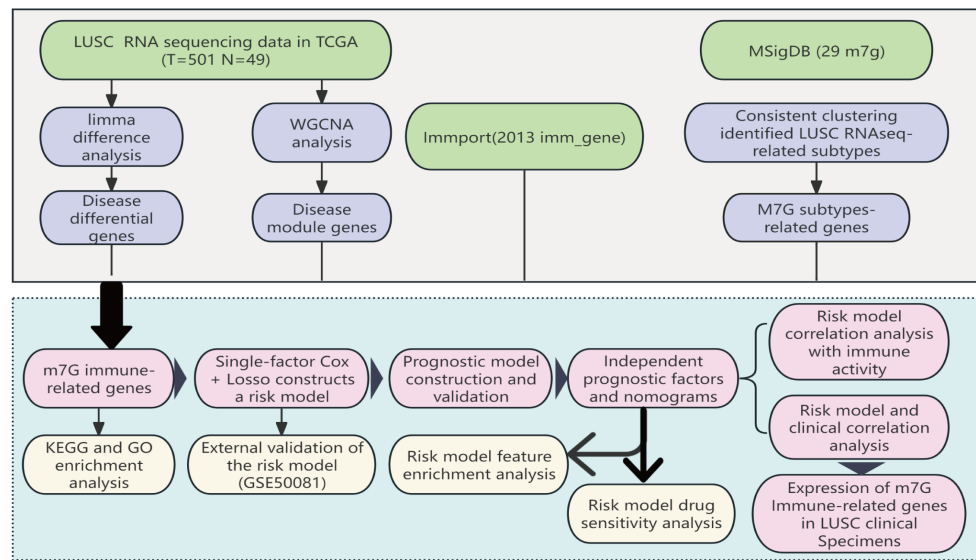 LUSC RNA sequencing data in TCGA
(T=501 N=49)
MSigDB (29 m7g)
limma
difference
analysis
WGCNA
analysis
Immport(2013 imm_gene)
Consistent clustering
identified LUSC RNAseq-
related subtypes
Disease
differential
genes
Disease
module genes
M7G subtypes-
related genes
m7G immune-
related genes
Single-factor Cox
+ Losso constructs
a risk model
Prognostic model
construction and
validation
Independent
prognostic factors
and nomograms
Risk model
correlation analysis
with immune
activity
Risk model and
clinical correlation
analysis
KEGG and GO
enrichment
analysis
External validation of
the risk model
(GSE50081)
Risk model feature
enrichment analysis
Risk model drug
sensitivity analysis
Expression of m7G
Immune-related genes
in LUSC clinical
Specimens